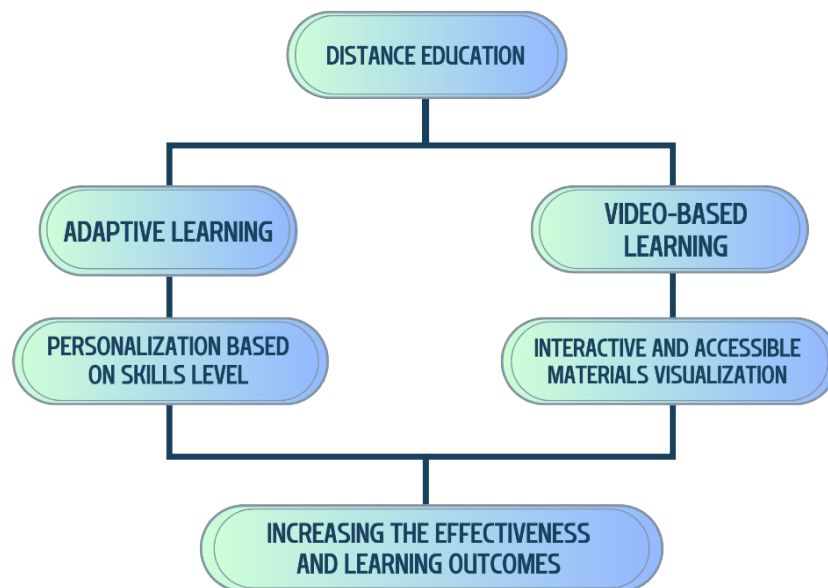 DISTANCE EDUCATION
ADAPTIVE LEARNING
VIDEO-BASED
LEARNING
PERSONALIZATION BASED
ON SKILLS LEVEL
INTERACTIVE AND ACCESSIBLE
MATERIALS VISUALIZATION
INCREASING THE EFFECTIVENESS
AND LEARNING OUTCOMES